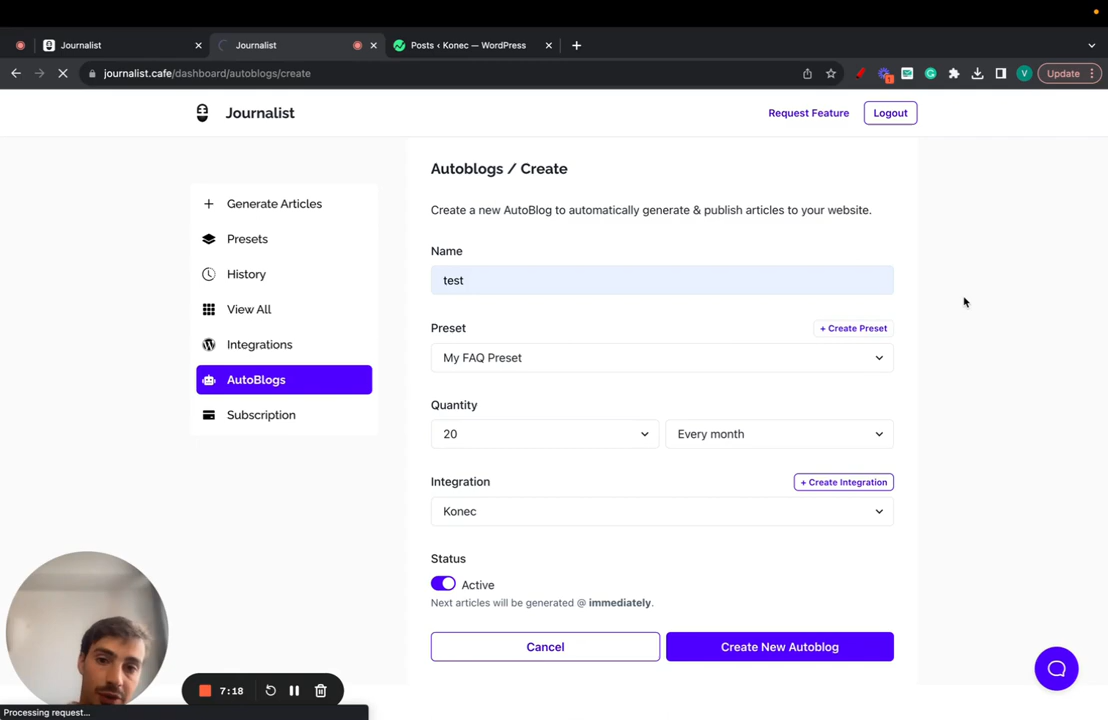 Journalist
Journalist
Posts ‹ Konec — WordPress
journalist.cafe/dashboard/autoblogs/create
1
V
Update
Journalist
Request Feature
Logout
Generate Articles
Presets
History
View All
Integrations
AutoBlogs
Subscription
Autoblogs / Create
Create a new AutoBlog to automatically generate & publish articles to your website.
Name
test
Preset
+ Create Preset
My FAQ Preset
Quantity
20
Every month
Integration
+ Create Integration
Konec
Status
Active
Next articles will be generated @ immediately.
Cancel
Create New Autoblog
7:18
Processing request...